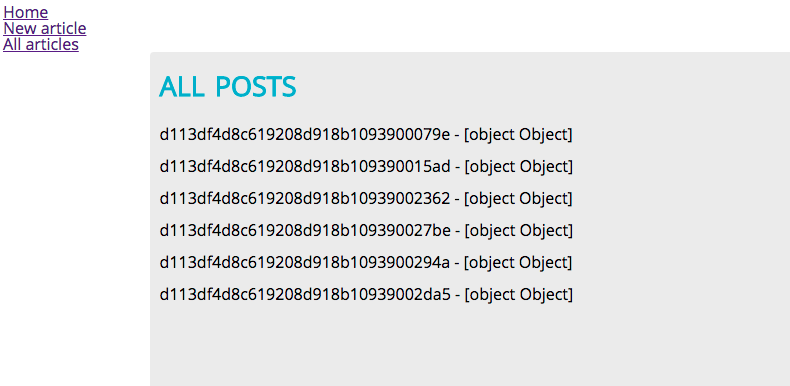 Home
New article
All articles
ALL POSTS
d113df4d8c619208d918b1093900079e - [object Object]
d113df4d8c619208d918b109390015ad - [object Object]
d113df4d8c619208d918b10939002362 - [object Object]
d113df4d8c619208d918b109390027be - [object Object]
d113df4d8c619208d918b1093900294a - [object Object]
d113df4d8c619208d918b10939002da5 - [object Object]